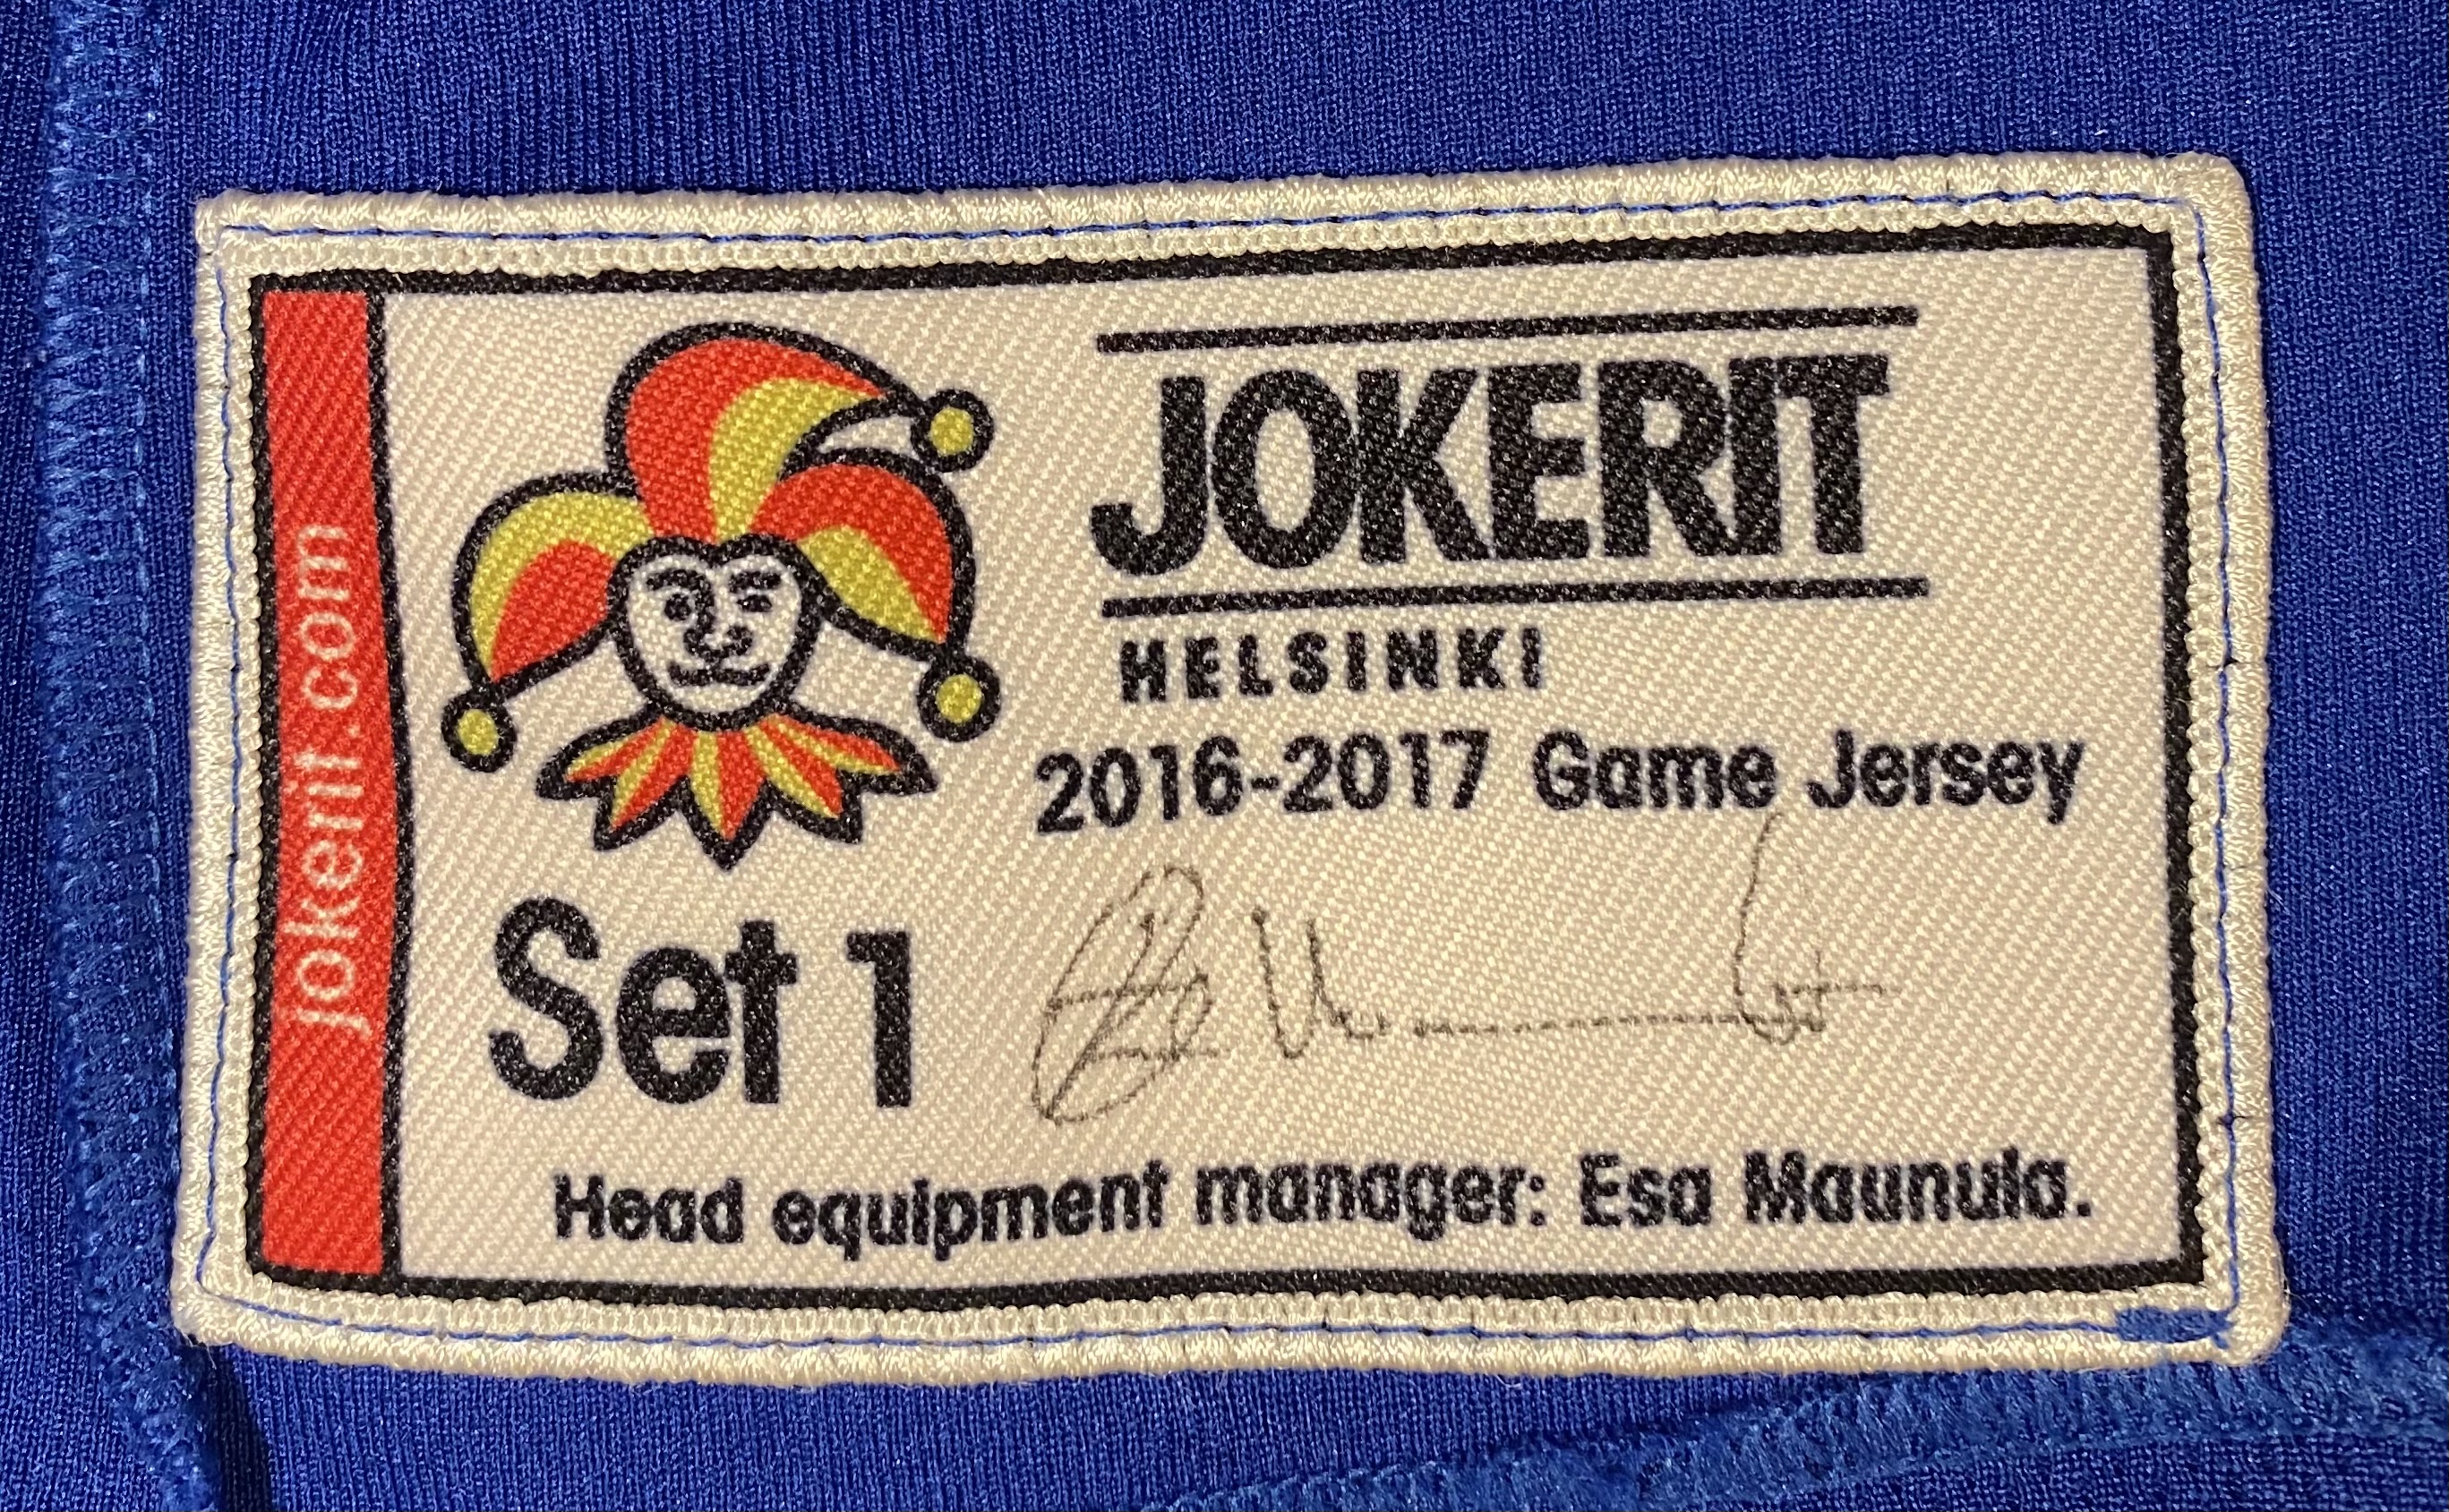 jokerit.com
JOKERIT
HELSINKI
2016-2017 Game Jersey
Set 1
Head equipment manager: Esa Maunula.